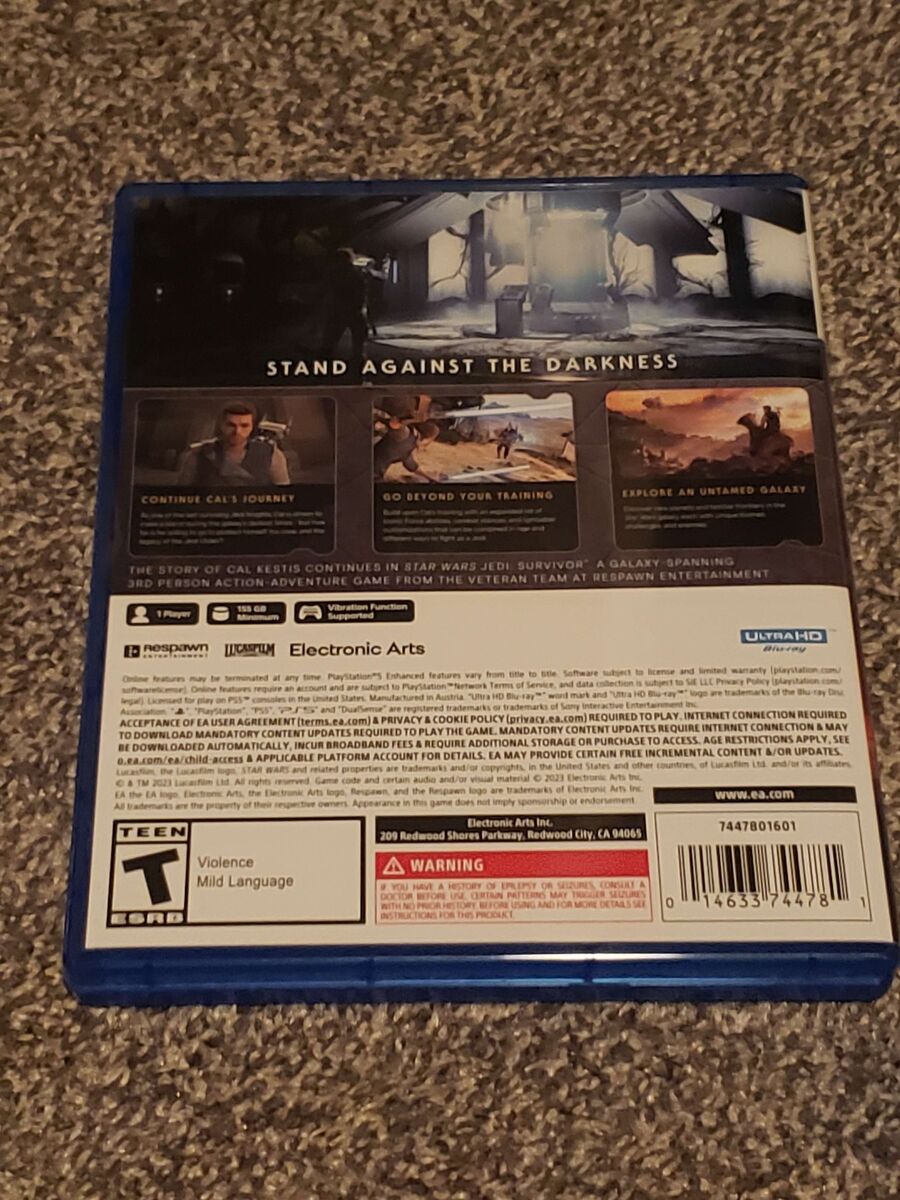 STAND AGAINST THE DARKNESS
CONTINUE CAL'S JOURNEY
GO BEYOND YOUR TRAINING
EXPLORE AN UNTAMED GALAXY
THE STORY OF CAL KESTIS CONTINUES IN STAR WARS JEDI: SURVIVOR™ A GALAXY-SPANNING
3RD PERSON ACTION-ADVENTURE GAME FROM THE VETERAN TEAM AT RESPAWN ENTERTAINMENT
1 Player
155 GB
Minimum
Vibration Function
Supported
Respawn
ENTERTAINMENT
LUCASFILM
Electronic Arts
ULTRA HD
Blu-ray™
Online features may be terminated at any time. PlayStation®5 Enhanced features vary from title to title. Software subject to license and limited warranty (playstation.com/
softwarelicense). Online features require an account and are subject to PlayStation™Network Terms of Service, and data collection is subject to SIE LLC Privacy Policy (playstation.com/
legal). Licensed for play on PS5™ consoles in the United States. Manufactured in Austria. "Ultra HD Blu-ray™" word mark and "Ultra HD Blu-ray™" logo are trademarks of the Blu-ray Disc
Association. "PlayStation", "PS5", "PS5" and "DualSense" are registered trademarks or trademarks of Sony Interactive Entertainment Inc.
ACCEPTANCE OF EA USER AGREEMENT (terms.ea.com) & PRIVACY & COOKIE POLICY (privacy.ea.com) REQUIRED TO PLAY. INTERNET CONNECTION REQUIRED
TO DOWNLOAD MANDATORY CONTENT UPDATES REQUIRED TO PLAY THE GAME. MANDATORY CONTENT UPDATES REQUIRE INTERNET CONNECTION & MAY
BE DOWNLOADED AUTOMATICALLY, INCUR BROADBAND FEES & REQUIRE ADDITIONAL STORAGE OR PURCHASE TO ACCESS. AGE RESTRICTIONS APPLY, SEE
o.ea.com/ea/child-access & APPLICABLE PLATFORM ACCOUNT FOR DETAILS. EA MAY PROVIDE CERTAIN FREE INCREMENTAL CONTENT &/OR UPDATES.
Lucasfilm, the Lucasfilm logo, STAR WARS and related properties are trademarks and/or copyrights, in the United States and other countries, of Lucasfilm Ltd. and/or its affiliates.
© & TM 2023 Lucasfilm Ltd. All rights reserved. Game code and certain audio and/or visual material © 2023 Electronic Arts Inc.
EA the EA logo, Electronic Arts, the Electronic Arts logo, Respawn, and the Respawn logo are trademarks of Electronic Arts Inc.
All trademarks are the property of their respective owners. Appearance in this game does not imply sponsorship or endorsement.
www.ea.com
TEEN
T
ESRB
Violence
Mild Language
Electronic Arts Inc.
209 Redwood Shores Parkway, Redwood City, CA 94065
WARNING
IF YOU HAVE A HISTORY OF EPILEPSY OR SEIZURES, CONSULT A
DOCTOR BEFORE USE. CERTAIN PATTERNS MAY TRIGGER SEIZURES
WITH NO PRIOR HISTORY. BEFORE USING AND FOR MORE DETAILS SEE
INSTRUCTIONS FOR THIS PRODUCT.
7447801601
0 14633 74478 1